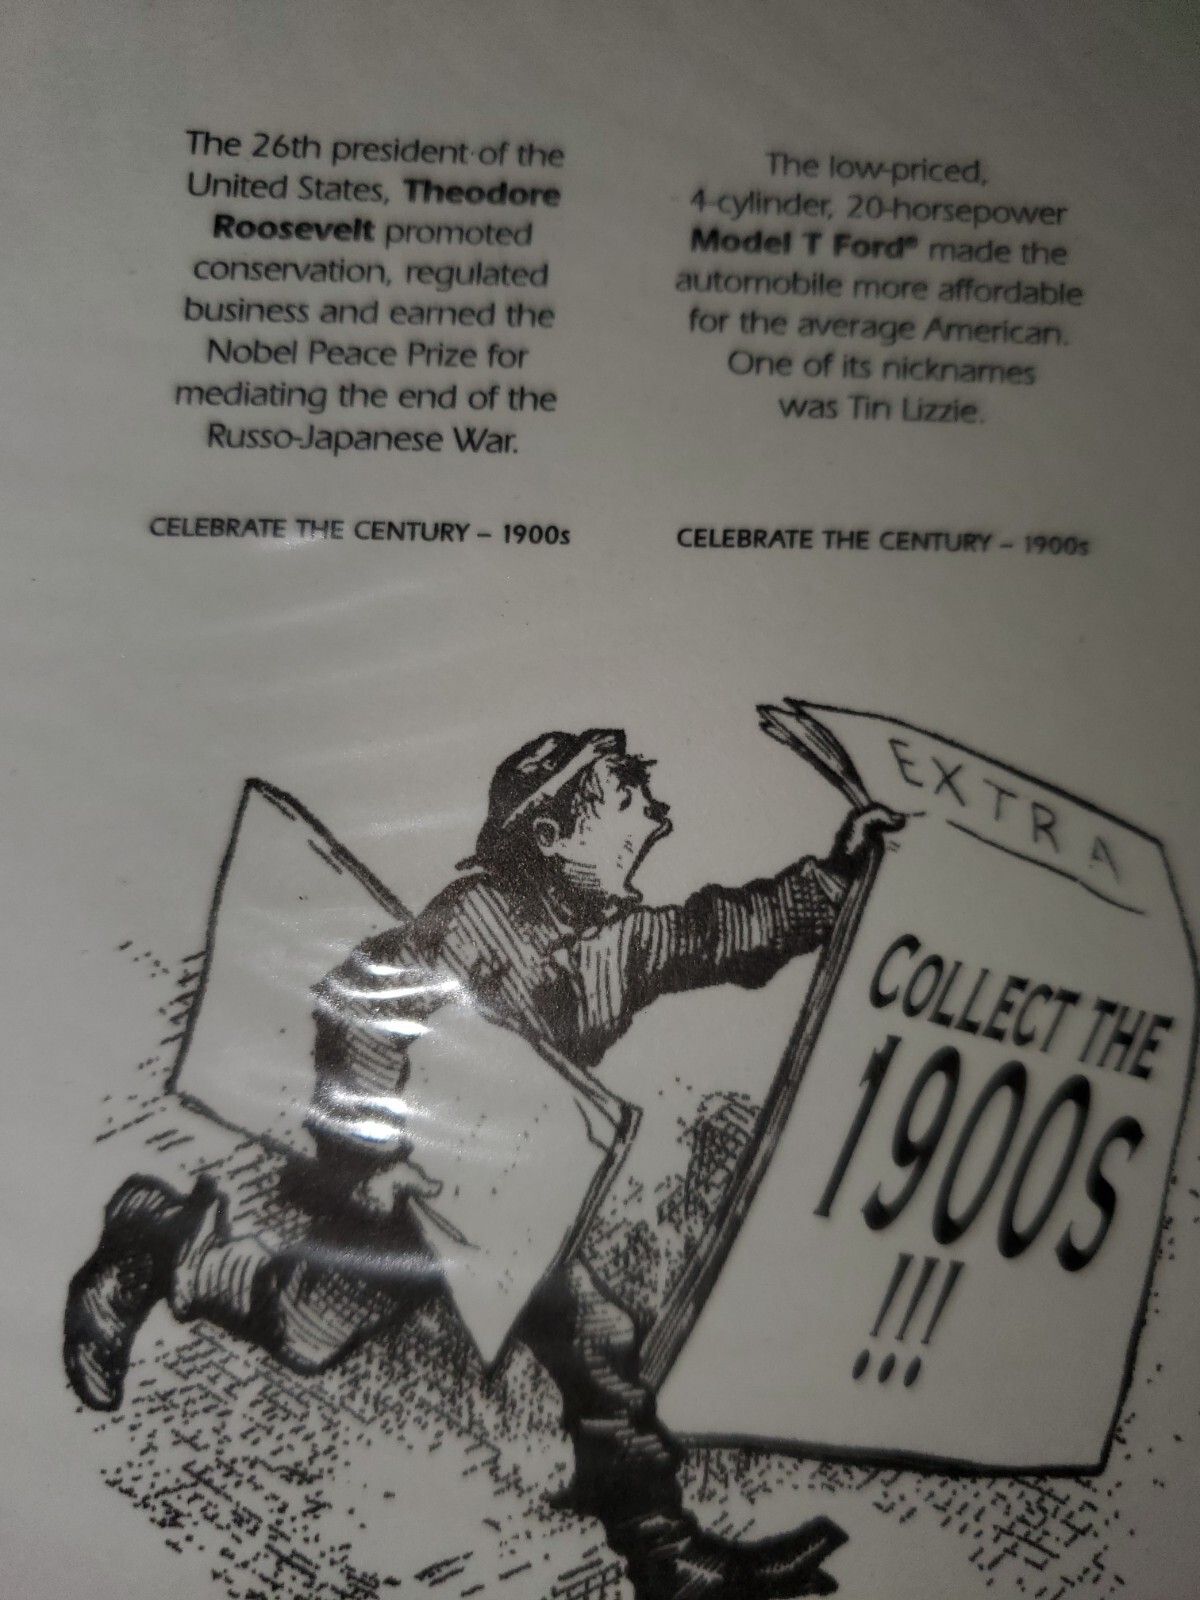 The 26th president of the
United States, Theodore
Roosevelt promoted
conservation, regulated
business and earned the
Nobel Peace Prize for
mediating the end of the
Russo-Japanese War.
CELEBRATE THE CENTURY – 1900s
The low-priced,
4-cylinder, 20-horsepower
Model T Ford® made the
automobile more affordable
for the average American.
One of its nicknames
was Tin Lizzie.
CELEBRATE THE CENTURY – 1900s
EXTRA
COLLECT THE
1900S
!!!